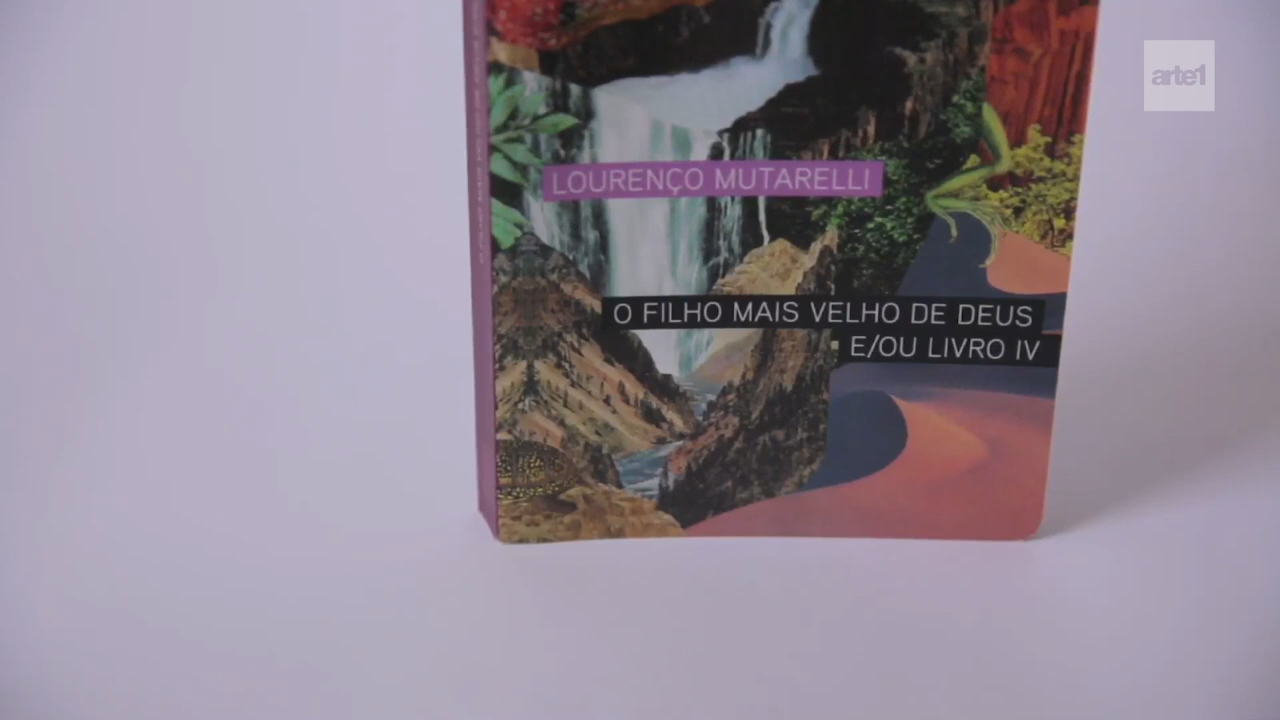 arte1
LOURENÇO MUTARELLI
O FILHO MAIS VELHO DE DEUS
E/OU LIVRO IV